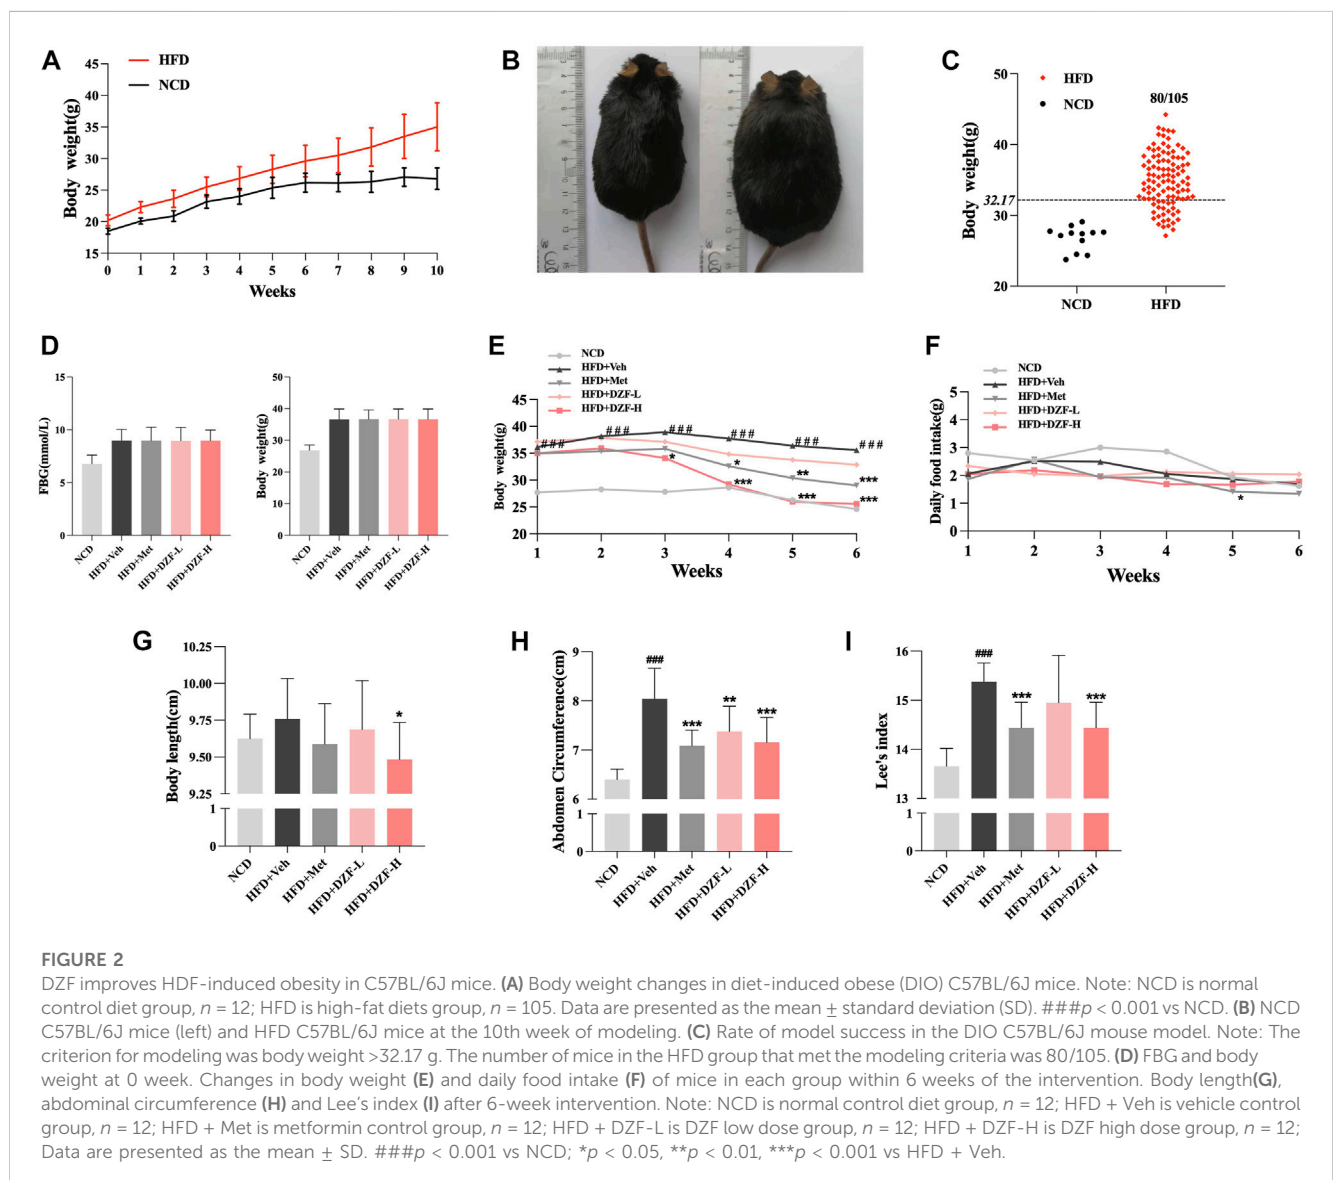 A
HFD
NCD
Body weight(g)
45
40
35
30
25
20
15
0 1 2 3 4 5 6 7 8 9 10
Weeks
B
C
HFD
NCD
Body weight(g)
50
40
30
20
32.17
80/105
NCD HFD
D
FBG(mmol/L)
15
10
5
0
NCD
HFD+Veh
HFD+Met
HFD+DZF-L
HFD+DZF-H
Body weight(g)
50
40
30
20
10
0
NCD
HFD+Veh
HFD+Met
HFD+DZF-L
HFD+DZF-H
E
NCD
HFD+Veh
HFD+Met
HFD+DZF-L
HFD+DZF-H
Body weight(g)
45
40
35
30
25
20
### ### ### ### ### ###
* * ** ***
*** *** ***
1 2 3 4 5 6
Weeks
F
NCD
HFD+Veh
HFD+Met
HFD+DZF-L
HFD+DZF-H
Daily food intake(g)
5
4
3
2
1
0
*
1 2 3 4 5 6
Weeks
G
Body length(cm)
10.25
10.00
9.75
9.50
9.25
1
0
*
NCD
HFD+Veh
HFD+Met
HFD+DZF-L
HFD+DZF-H
H
Abdomen Circumference(cm)
9
8
7
6
1
0
###
***
**
***
NCD
HFD+Veh
HFD+Met
HFD+DZF-L
HFD+DZF-H
I
Lee's index
16
15
14
13
1
0
###
***
***
NCD
HFD+Veh
HFD+Met
HFD+DZF-L
HFD+DZF-H
FIGURE 2
DZF improves HDF-induced obesity in C57BL/6J mice. (A) Body weight changes in diet-induced obese (DIO) C57BL/6J mice. Note: NCD is normal
control diet group, n = 12; HFD is high-fat diets group, n = 105. Data are presented as the mean ± standard deviation (SD). ###p < 0.001 vs NCD. (B) NCD
C57BL/6J mice (left) and HFD C57BL/6J mice at the 10th week of modeling. (C) Rate of model success in the DIO C57BL/6J mouse model. Note: The
criterion for modeling was body weight >32.17 g. The number of mice in the HFD group that met the modeling criteria was 80/105. (D) FBG and body
weight at 0 week. Changes in body weight (E) and daily food intake (F) of mice in each group within 6 weeks of the intervention. Body length(G),
abdominal circumference (H) and Lee's index (I) after 6-week intervention. Note: NCD is normal control diet group, n = 12; HFD + Veh is vehicle control
group, n = 12; HFD + Met is metformin control group, n = 12; HFD + DZF-L is DZF low dose group, n = 12; HFD + DZF-H is DZF high dose group, n = 12;
Data are presented as the mean ± SD. ###p < 0.001 vs NCD; *p < 0.05, **p < 0.01, ***p < 0.001 vs HFD + Veh.